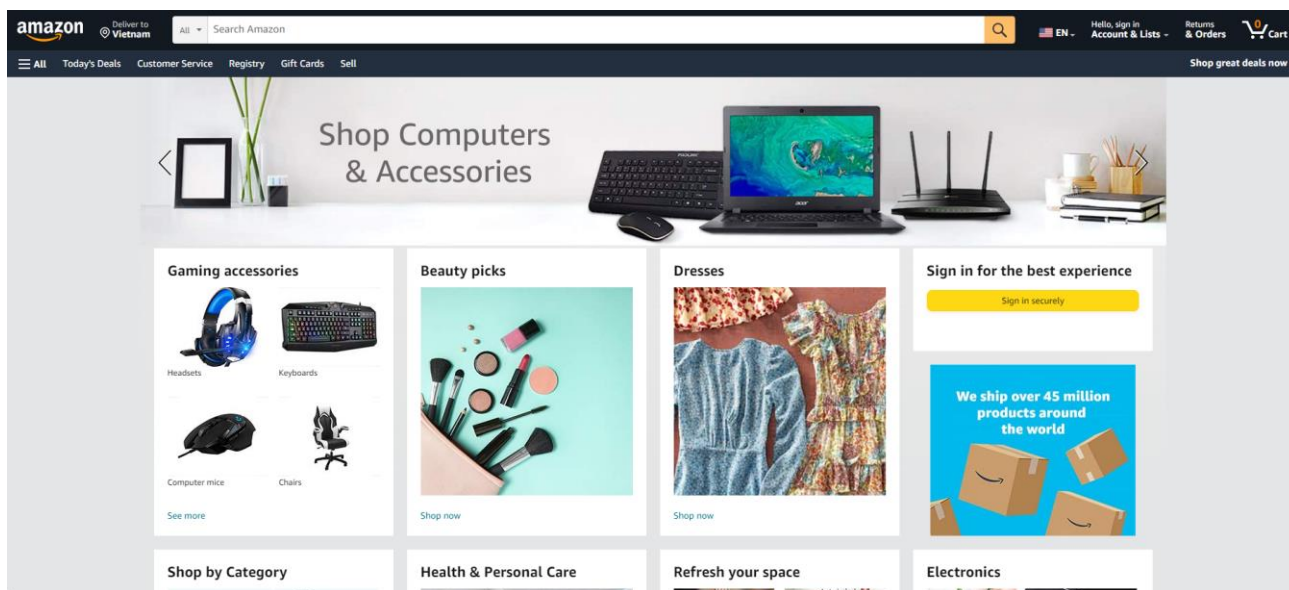 amazon
Deliver to
Vietnam
All
Search Amazon
EN
Hello, sign in
Account & Lists
Returns
& Orders
0
Cart
All
Today's Deals
Customer Service
Registry
Gift Cards
Sell
Shop great deals now
Shop Computers
& Accessories
acer
Gaming accessories
Headsets
Keyboards
Computer mice
Chairs
See more
Beauty picks
Shop now
Dresses
Shop now
Sign in for the best experience
Sign in securely
We ship over 45 million
products around
the world
Shop by Category
Health & Personal Care
Refresh your space
Electronics